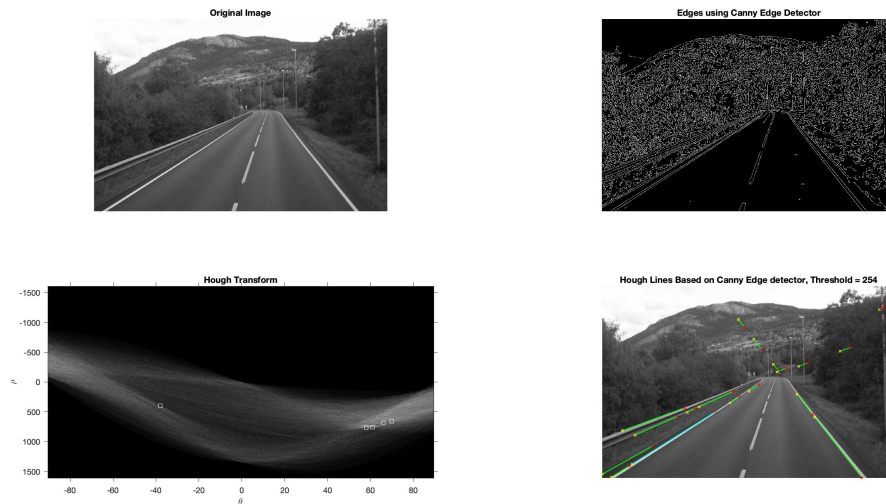 Original Image
Edges using Canny Edge Detector
Hough Transform
-1500
-1000
-500
0
500
1000
1500
ρ
-80 -60 -40 -20 0 20 40 60 80
θ
Hough Lines Based on Canny Edge detector, Threshold = 254